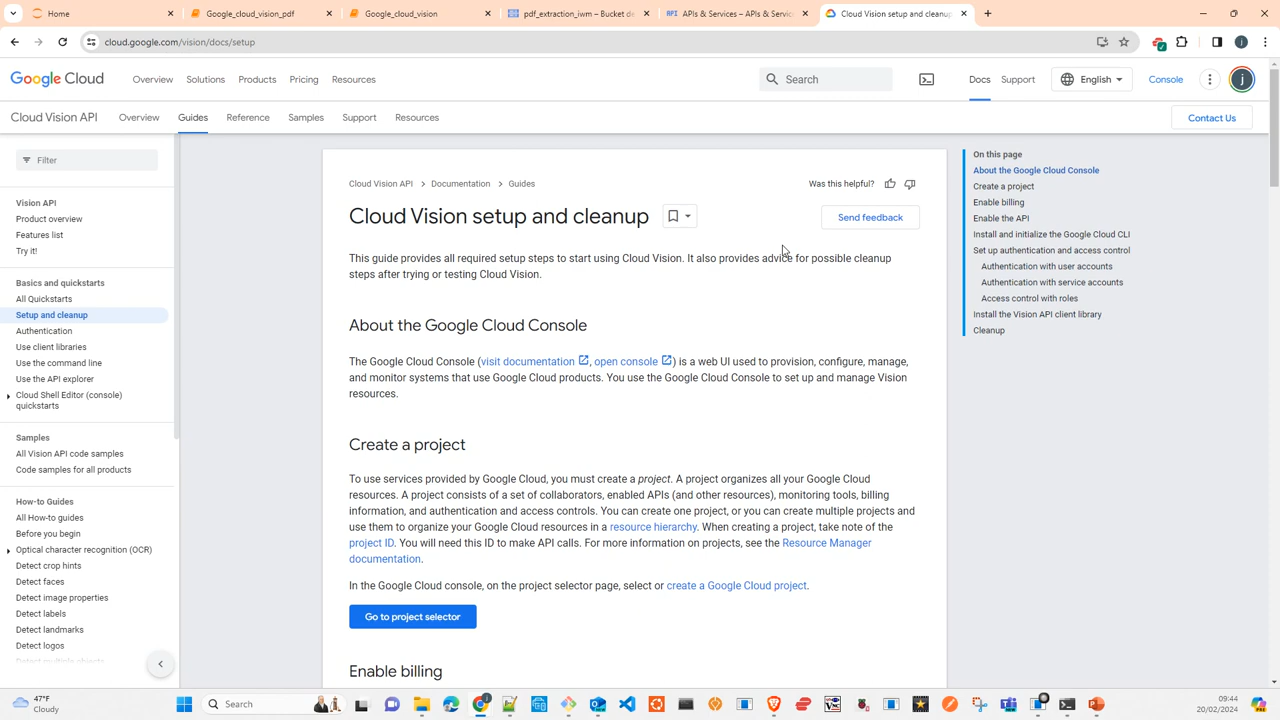 Home
Google_cloud_vision_pdf
Google_cloud_vision
pdf_extraction_iwm – Bucket de
API APIs & Services – APIs & Servic
Cloud Vision setup and cleanup
cloud.google.com/vision/docs/setup
j
Google Cloud
Overview
Solutions
Products
Pricing
Resources
Search
Docs
Support
English
Console
j
Cloud Vision API
Overview
Guides
Reference
Samples
Support
Resources
Contact Us
Filter
Vision API
Product overview
Features list
Try it!
Basics and quickstarts
All Quickstarts
Setup and cleanup
Authentication
Use client libraries
Use the command line
Use the API explorer
Cloud Shell Editor (console)
quickstarts
Samples
All Vision API code samples
Code samples for all products
How-to Guides
All How-to guides
Before you begin
Optical character recognition (OCR)
Detect crop hints
Detect faces
Detect image properties
Detect labels
Detect landmarks
Detect logos
Detect multiple objects
Cloud Vision API > Documentation > Guides
Was this helpful?
Cloud Vision setup and cleanup
Send feedback
This guide provides all required setup steps to start using Cloud Vision. It also provides advice for possible cleanup
steps after trying or testing Cloud Vision.
About the Google Cloud Console
The Google Cloud Console (visit documentation , open console ) is a web UI used to provision, configure, manage,
and monitor systems that use Google Cloud products. You use the Google Cloud Console to set up and manage Vision
resources.
Create a project
To use services provided by Google Cloud, you must create a project. A project organizes all your Google Cloud
resources. A project consists of a set of collaborators, enabled APIs (and other resources), monitoring tools, billing
information, and authentication and access controls. You can create one project, or you can create multiple projects and
use them to organize your Google Cloud resources in a resource hierarchy. When creating a project, take note of the
project ID. You will need this ID to make API calls. For more information on projects, see the Resource Manager
documentation.
In the Google Cloud console, on the project selector page, select or create a Google Cloud project.
Go to project selector
Enable billing
On this page
About the Google Cloud Console
Create a project
Enable billing
Enable the API
Install and initialize the Google Cloud CLI
Set up authentication and access control
Authentication with user accounts
Authentication with service accounts
Access control with roles
Install the Vision API client library
Cleanup
47°F
Cloudy
Search
09:44
20/02/2024